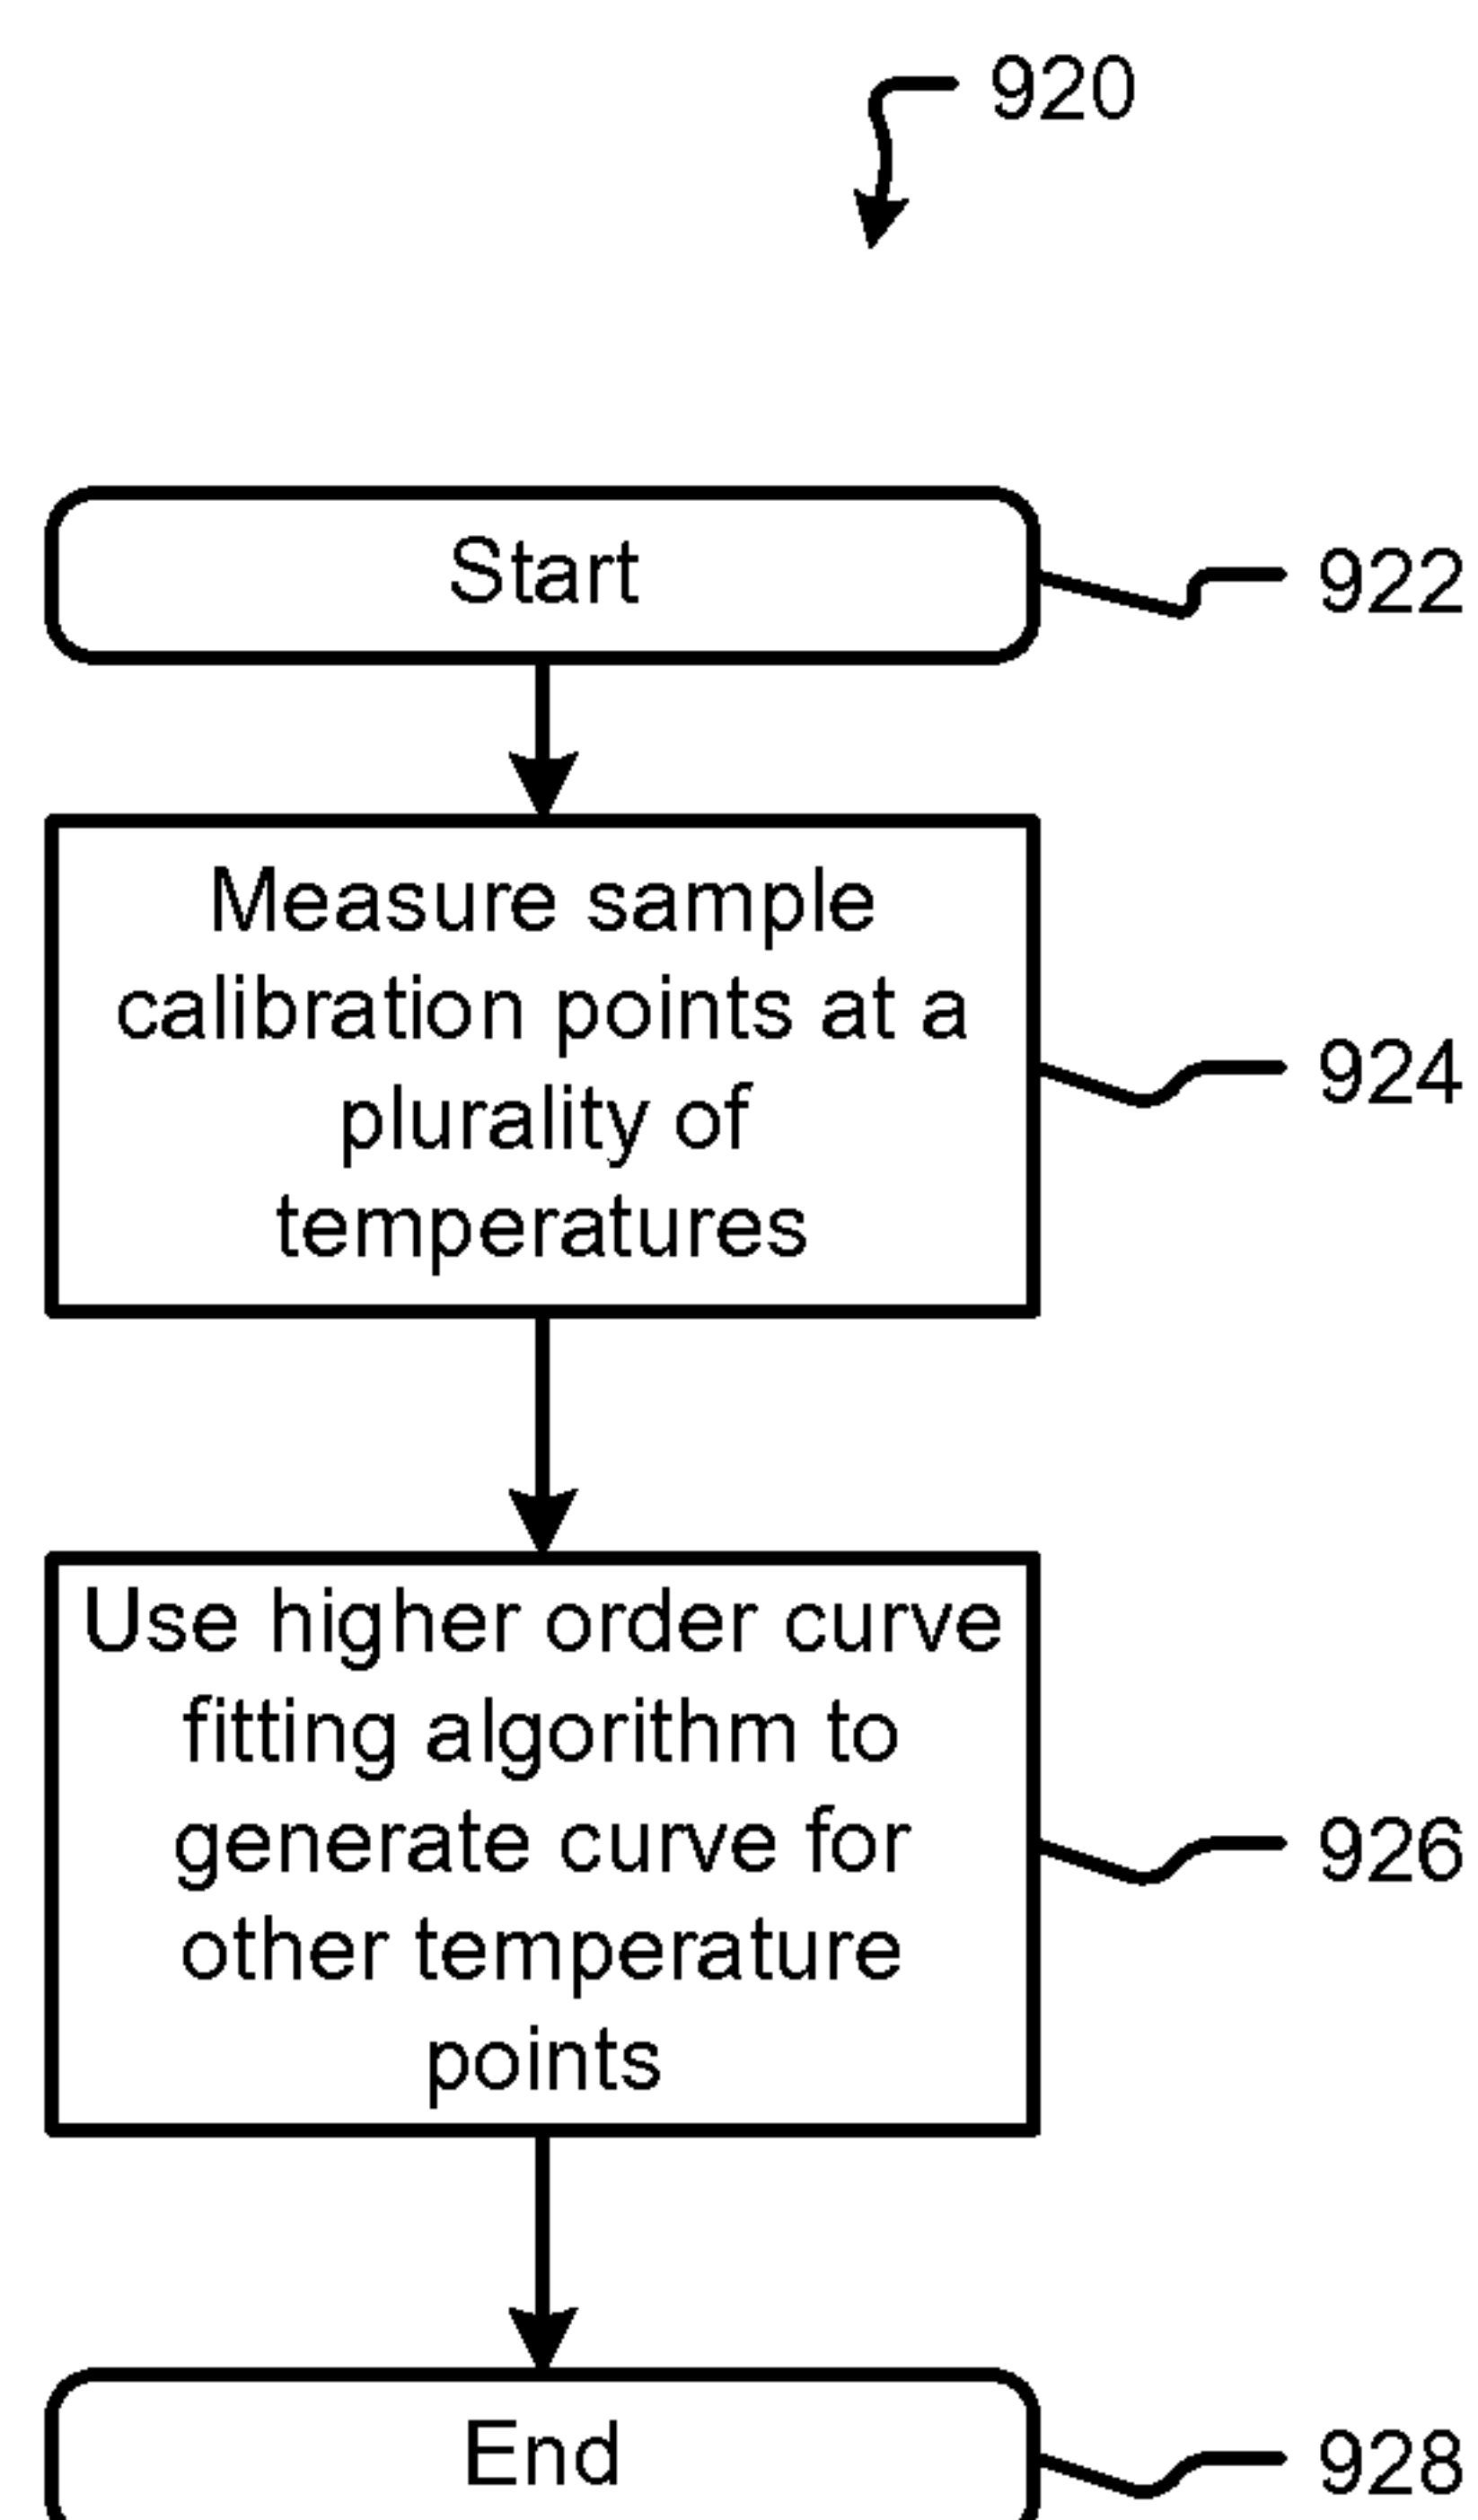 920
Start
922
Measure sample
calibration points at a
plurality of
temperatures
924
Use higher order curve
fitting algorithm to
generate curve for
other temperature
points
926
End
928